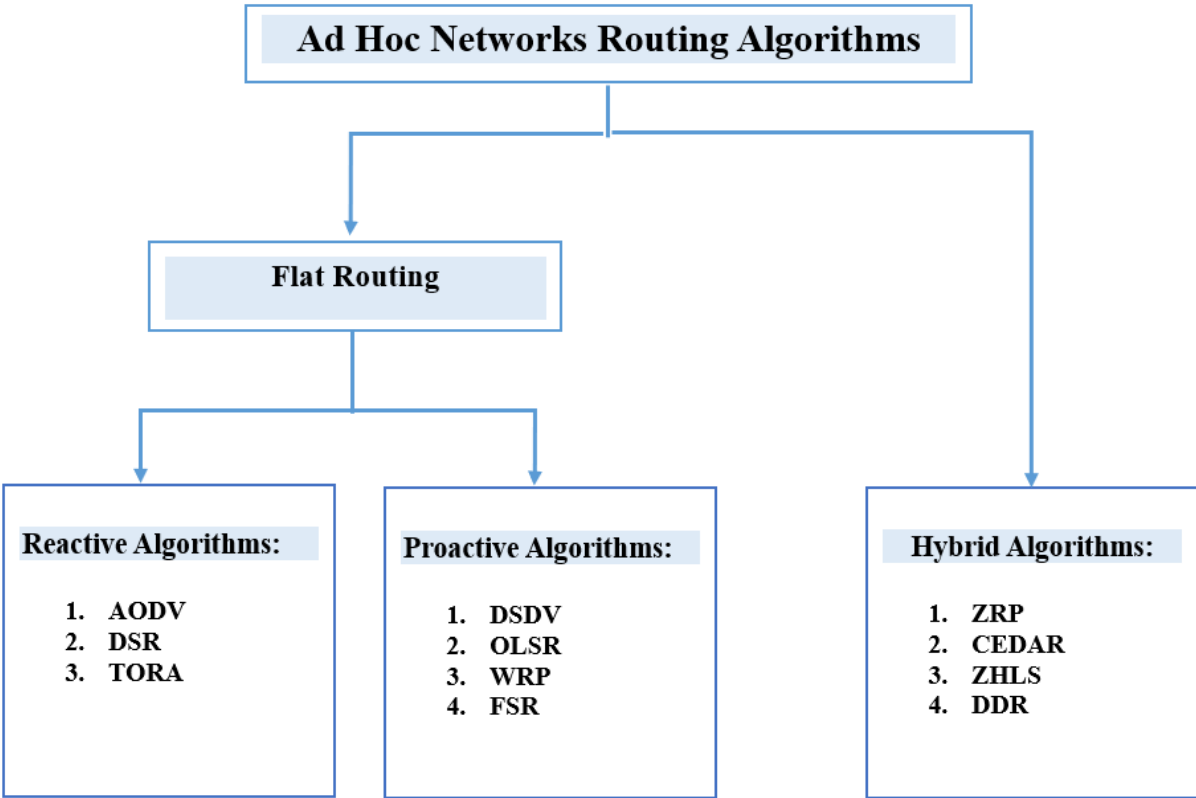 Ad Hoc Networks Routing Algorithms
Flat Routing
Reactive Algorithms:
1. AODV
2. DSR
3. TORA
Proactive Algorithms:
1. DSDV
2. OLSR
3. WRP
4. FSR
Hybrid Algorithms:
1. ZRP
2. CEDAR
3. ZHLS
4. DDR